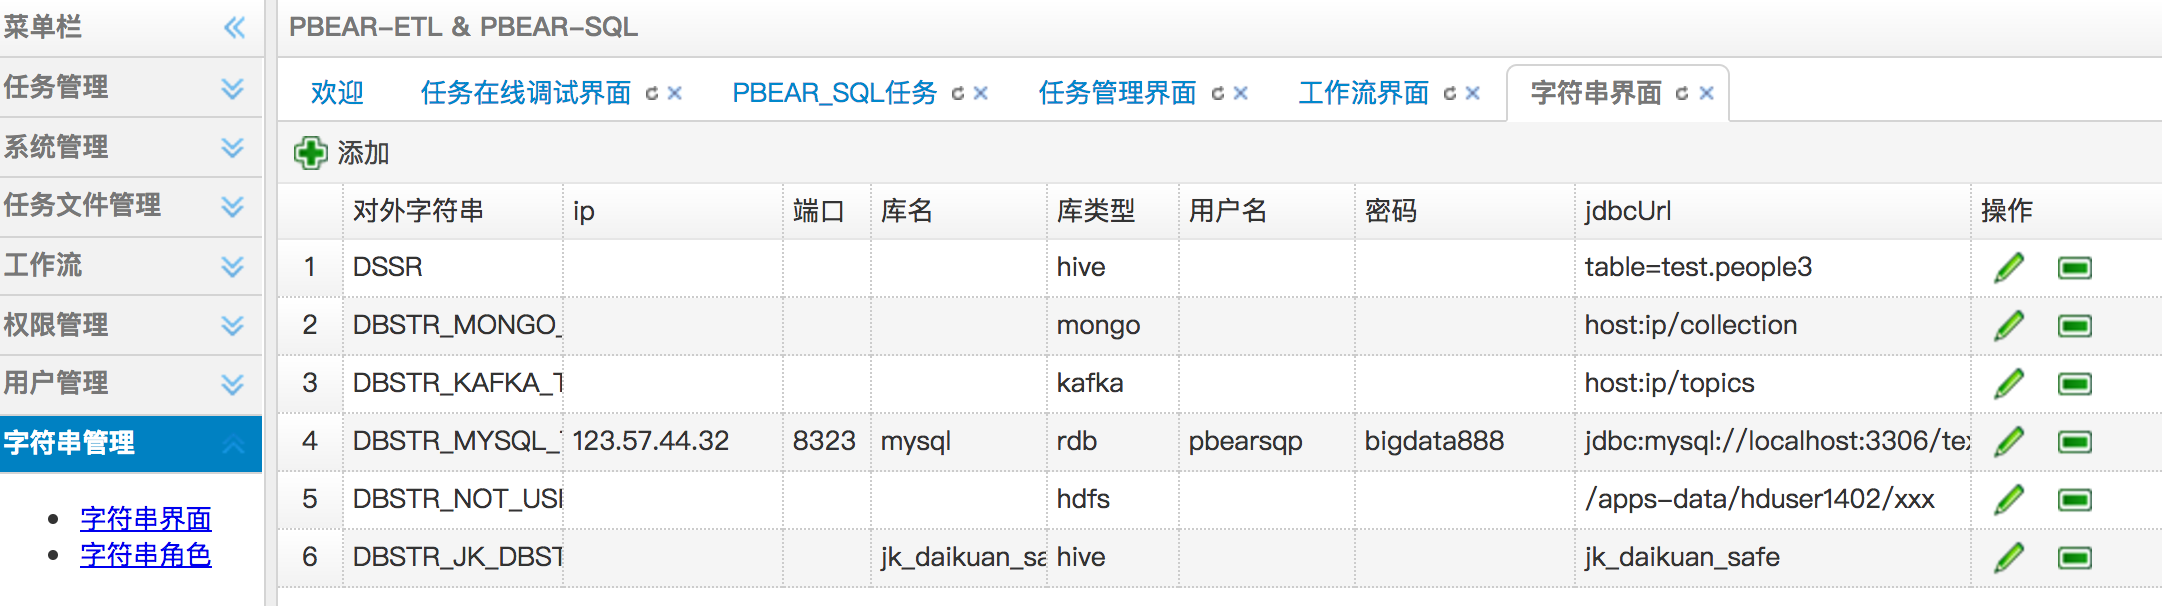 菜单栏
任务管理
系统管理
任务文件管理
工作流
权限管理
用户管理
字符串管理
字符串界面
字符串角色
PBEAR-ETL & PBEAR-SQL
欢迎 任务在线调试界面 PBEAR_SQL任务 任务管理界面 工作流界面 字符串界面
添加
对外字符串 ip 端口 库名 库类型 用户名 密码 jdbcUrl 操作
1 DSSR hive table=test.people3
2 DBSTR_MONGO_ mongo host:ip/collection
3 DBSTR_KAFKA_T kafka host:ip/topics
4 DBSTR_MYSQL_ 123.57.44.32 8323 mysql rdb pbearsqp bigdata888 jdbc:mysql://localhost:3306/tex
5 DBSTR_NOT_USE hdfs /apps-data/hduser1402/xxx
6 DBSTR_JK_DBST jk_daikuan_sa hive jk_daikuan_safe